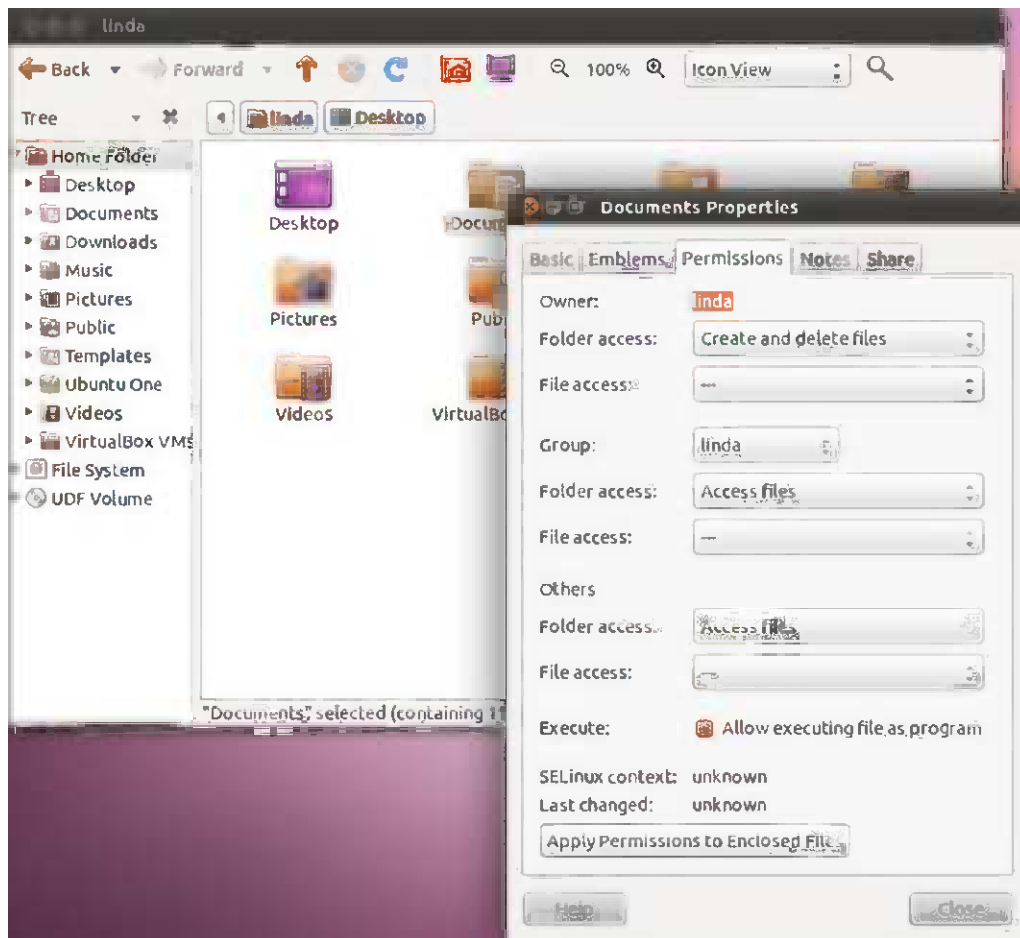 linda
Back Forward 100% Icon View
Tree linda Desktop
Home Folder
Desktop
Documents
Downloads
Music
Pictures
Public
Templates
Ubuntu One
Videos
VirtualBox VMs
File System
UDF Volume
Desktop
Pictures
Videos
"Documents" selected (containing 11
Documents Properties
Basic Emblems Permissions Notes Share
Owner: linda
Folder access: Create and delete files
File access: ---
Group: linda
Folder access: Access files
File access: ---
Others
Folder access: Access files
File access:
Execute: Allow executing file as program
SELinux context: unknown
Last changed: unknown
Apply Permissions to Enclosed Files
Help Close